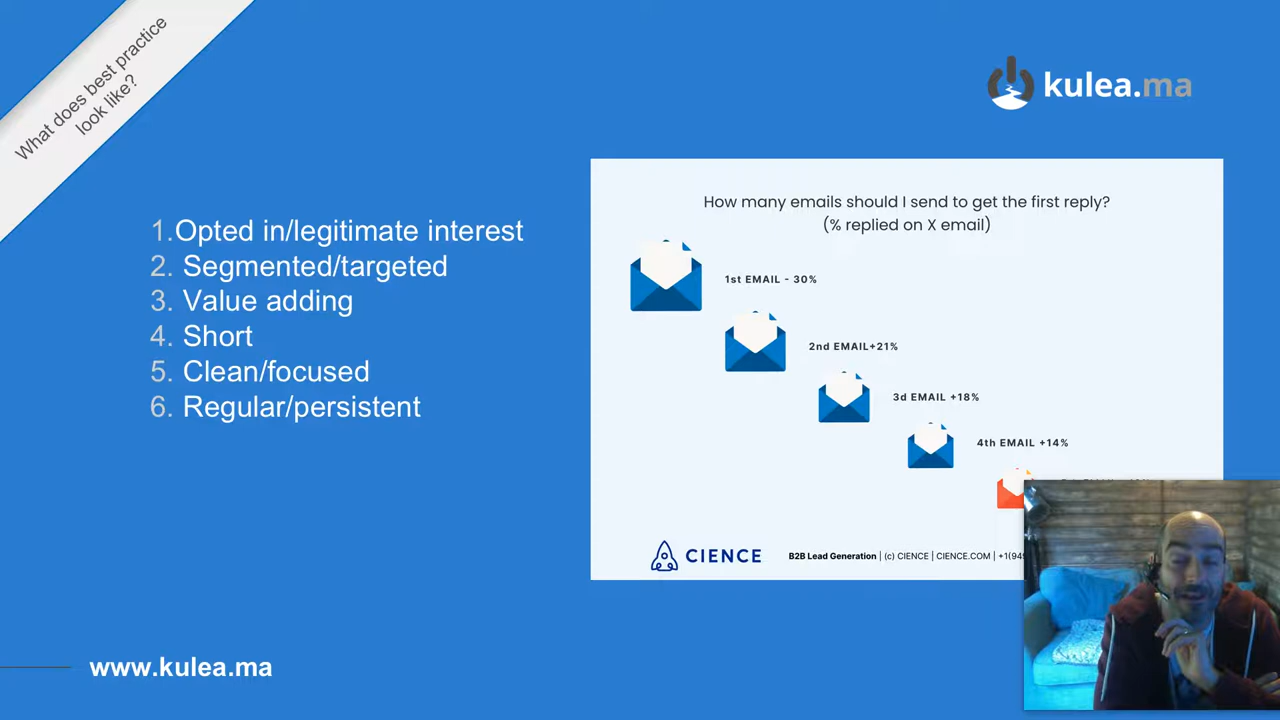 What does best practice
look like?
kulea.ma
1.Opted in/legitimate interest
2. Segmented/targeted
3. Value adding
4. Short
5. Clean/focused
6. Regular/persistent
How many emails should I send to get the first reply?
(% replied on X email)
1st EMAIL - 30%
2nd EMAIL+21%
3d EMAIL +18%
4th EMAIL +14%
CIENCE
B2B Lead Generation | (c) CIENCE | CIENCE.COM | +1(949
www.kulea.ma